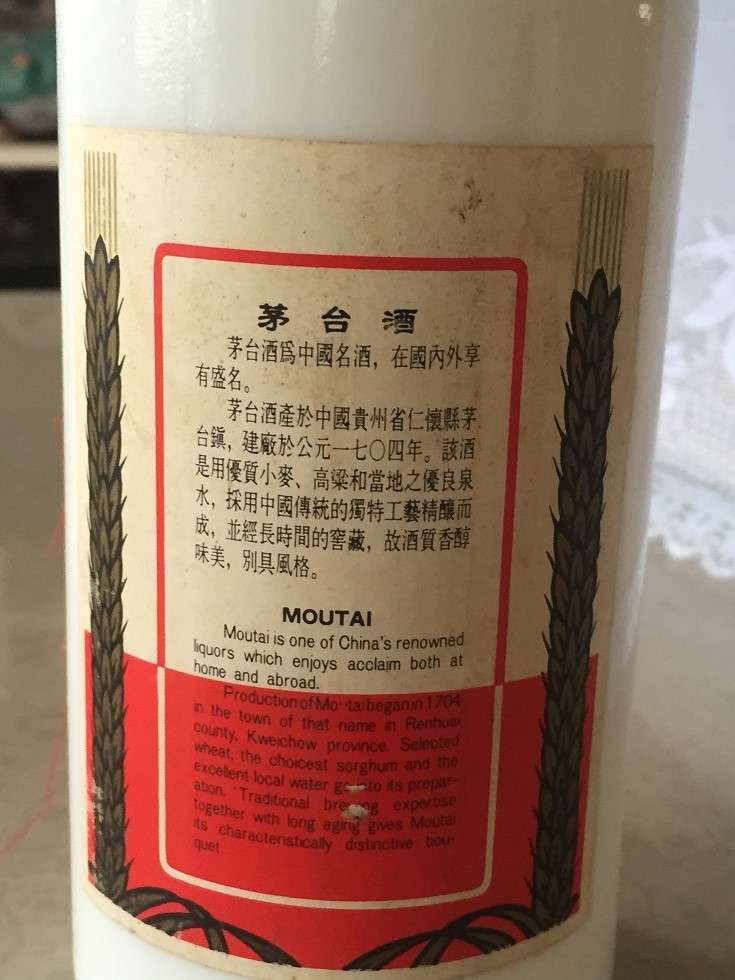 茅台酒
茅台酒爲中國名酒，在國內外享
有盛名。
茅台酒產於中國貴州省仁懷縣茅
台鎮，建廠於公元一七〇四年。該酒
是用優質小麥、高粱和當地之優良泉
水，採用中國傳統的獨特工藝精釀而
成，並經長時間的窖藏，故酒質香醇
味美，別具風格。
MOUTAI
Moutai is one of China's renowned
liquors which enjoys acclaim both at
home and abroad.
Production of Mo tai began in 1704
in the town of that name in Renhuai
county, Kweichow province. Selected
wheat, the choicest sorghum and the
excellent local water into its prepar-
ation. Traditional expertise
together with long aging gives Moutai
its characteristically distinctive bou-
quet